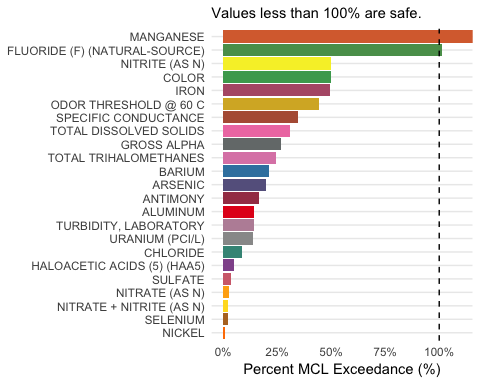 Values less than 100% are safe.
MANGANESE
FLUORIDE (F) (NATURAL-SOURCE)
NITRITE (AS N)
COLOR
IRON
ODOR THRESHOLD @ 60 C
SPECIFIC CONDUCTANCE
TOTAL DISSOLVED SOLIDS
GROSS ALPHA
TOTAL TRIHALOMETHANES
BARIUM
ARSENIC
ANTIMONY
ALUMINUM
TURBIDITY, LABORATORY
URANIUM (PCI/L)
CHLORIDE
HALOACETIC ACIDS (5) (HAA5)
SULFATE
NITRATE (AS N)
NITRATE + NITRITE (AS N)
SELENIUM
NICKEL
0% 25% 50% 75% 100%
Percent MCL Exceedance (%)